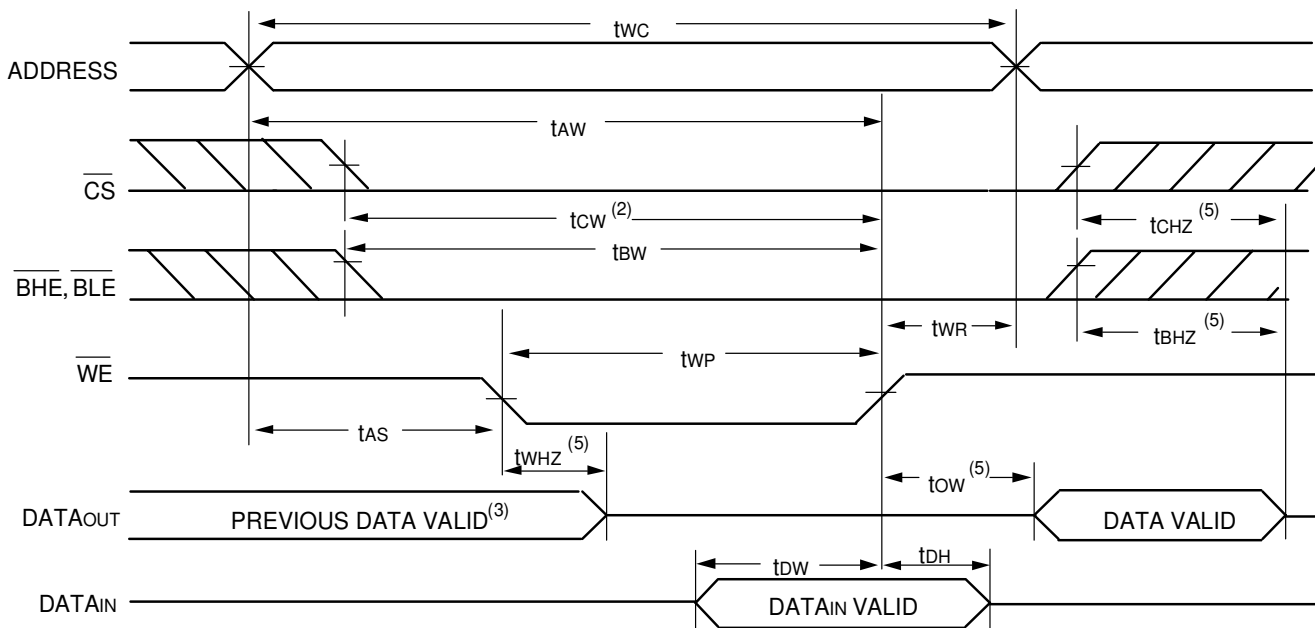 tWC
ADDRESS
tAW
CS
tCW (2)
tCHZ (5)
tBW
BHE, BLE
tWR
tBHZ (5)
tWP
WE
tAS
tWHZ (5)
tOW (5)
DATAOUT
PREVIOUS DATA VALID(3)
DATA VALID
tDW
tDH
DATAIN
DATAIN VALID